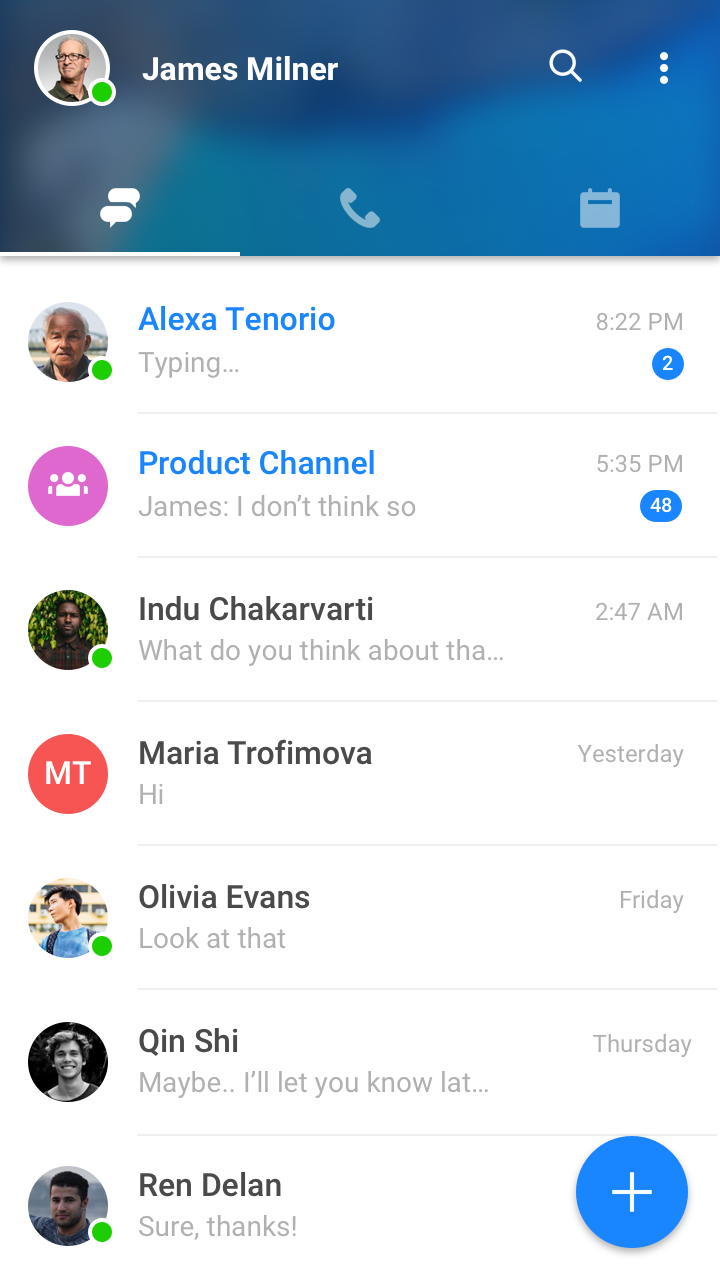 James Milner
Alexa Tenorio
8:22 PM
Typing...
2
Product Channel
5:35 PM
James: I don’t think so
48
Indu Chakarvarti
2:47 AM
What do you think about tha...
MT
Maria Trofimova
Yesterday
Hi
Olivia Evans
Friday
Look at that
Qin Shi
Thursday
Maybe.. I’ll let you know lat...
Ren Delan
Sure, thanks!